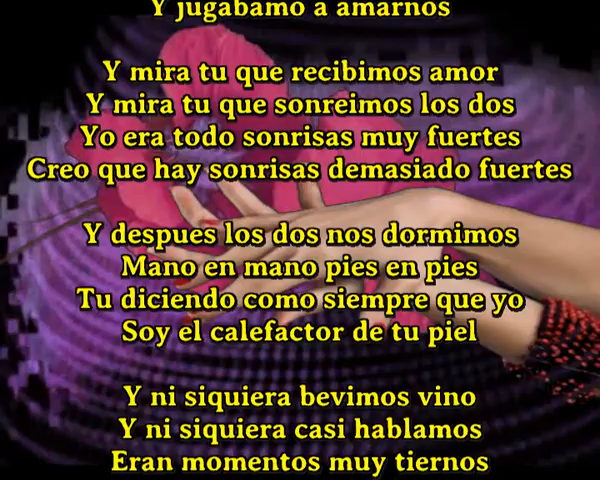 Y jugabamo a amarnos
Y mira tu que recibimos amor
Y mira tu que sonreimos los dos
Yo era todo sonrisas muy fuertes
Creo que hay sonrisas demasiado fuertes
Y despues los dos nos dormimos
Mano en mano pies en pies
Tu diciendo como siempre que yo
Soy el calefactor de tu piel
Y ni siquiera bevimos vino
Y ni siquiera casi hablamos
Eran momentos muy tiernos